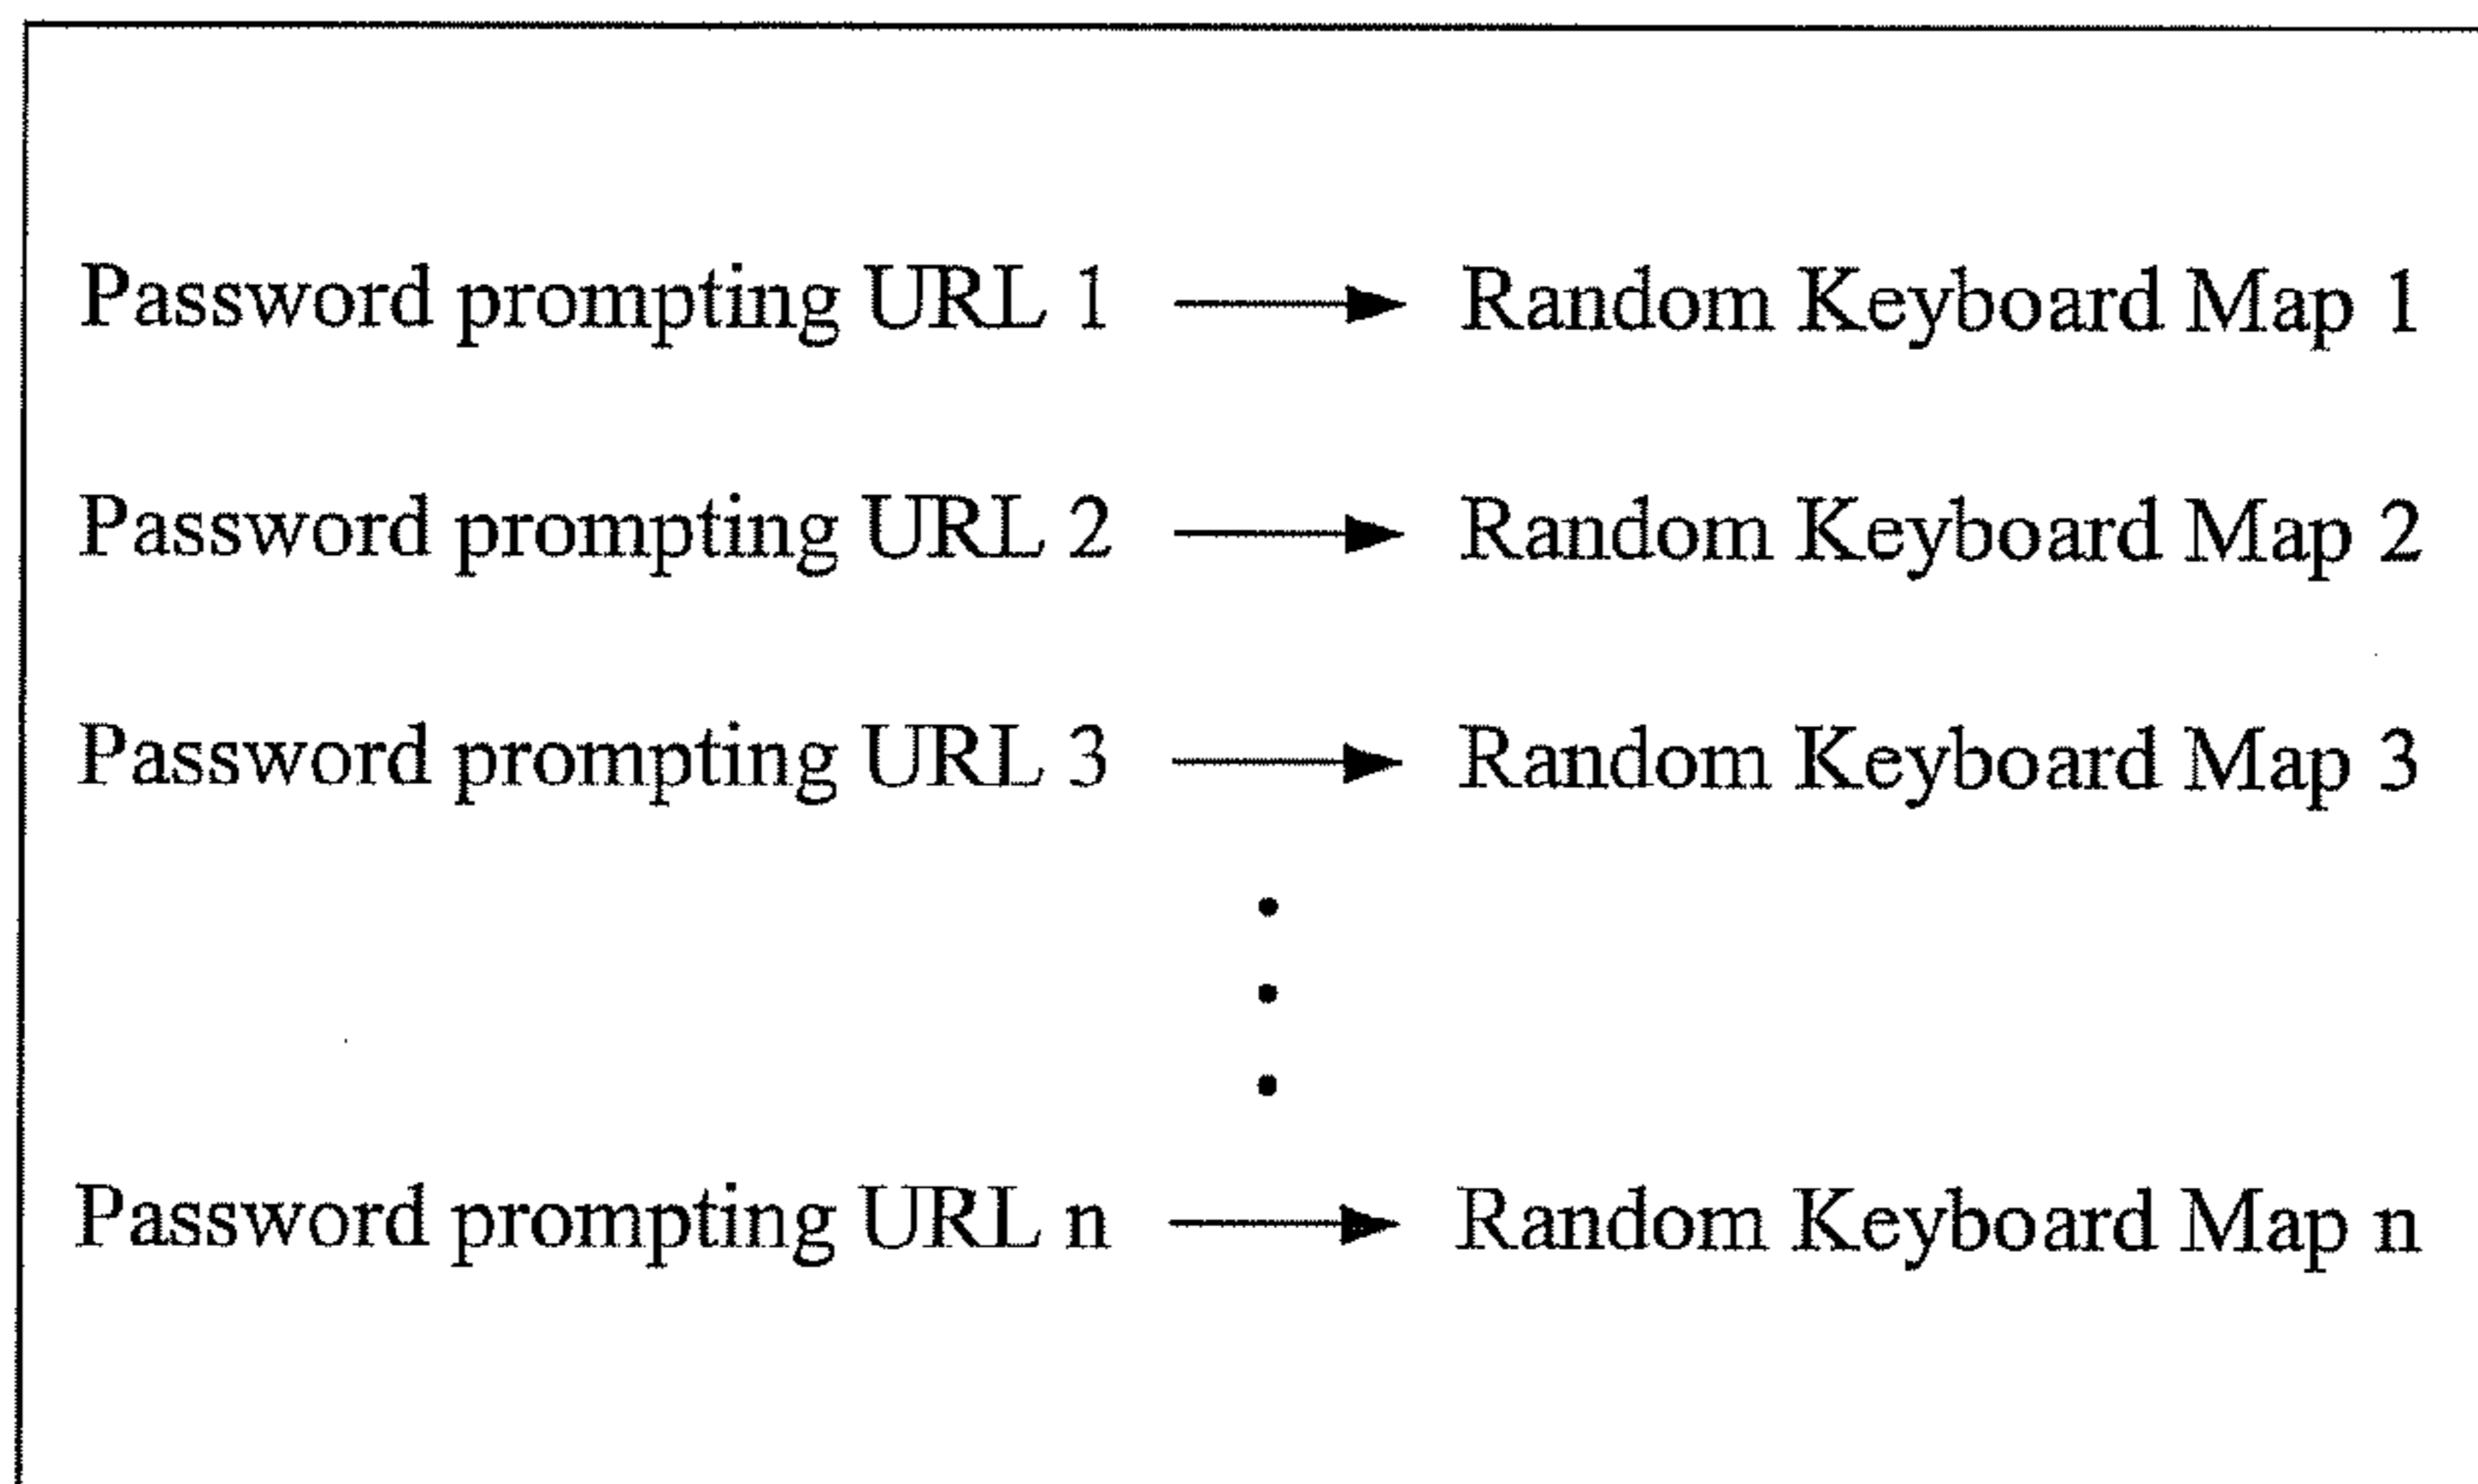 Password prompting URL 1 → Random Keyboard Map 1
Password prompting URL 2 → Random Keyboard Map 2
Password prompting URL 3 → Random Keyboard Map 3
Password prompting URL n → Random Keyboard Map n